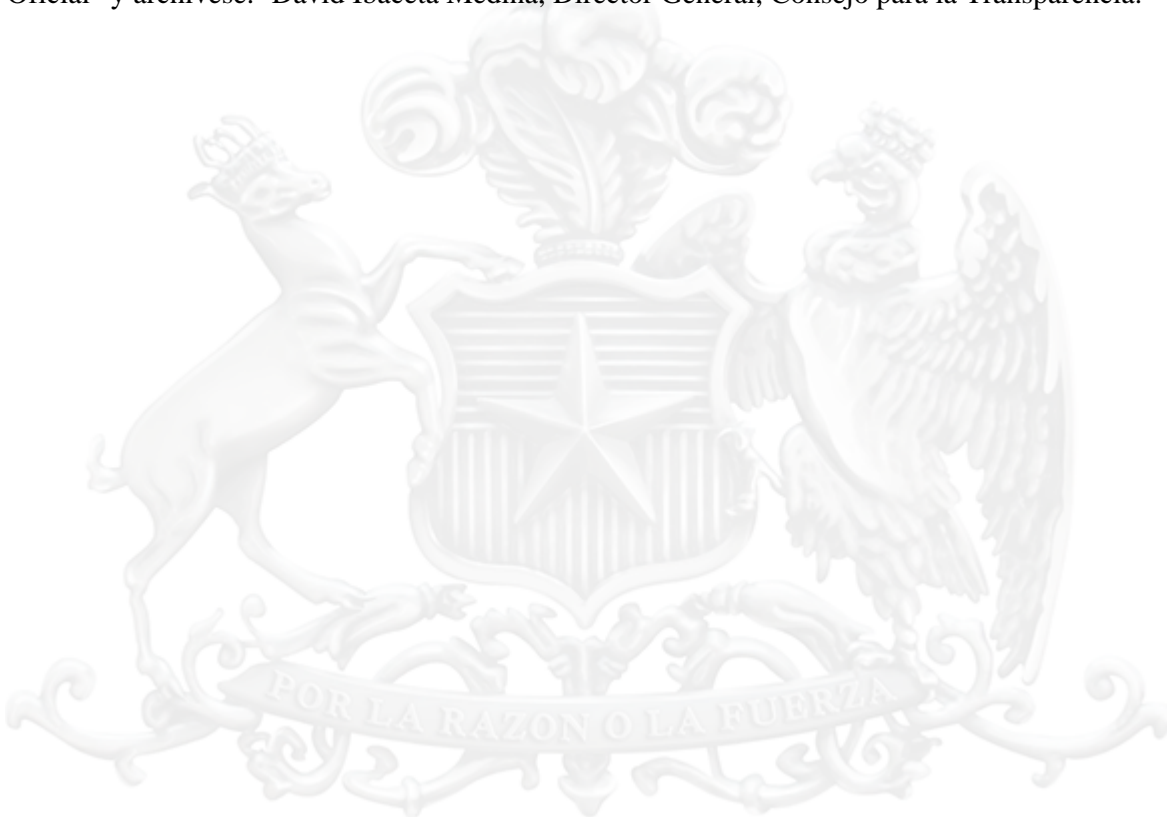 Oficial" y archívese.- David Ibaceta Medina, Director General, Consejo para la Transparencia.
POR LA RAZON O LA FUERZA